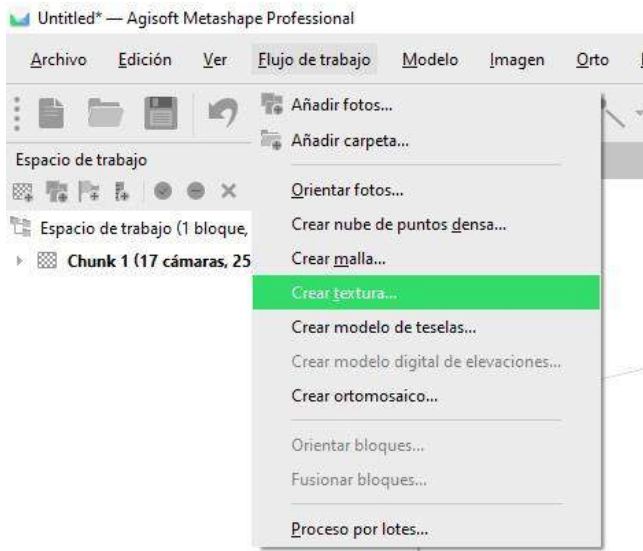 Untitled* — Agisoft Metashape Professional
Archivo Edición Ver Flujo de trabajo Modelo Imagen Orto
Añadir fotos...
Añadir carpeta...
Espacio de trabajo
Orientar fotos...
Espacio de trabajo (1 bloque,
Crear nube de puntos densa...
Chunk 1 (17 cámaras, 25
Crear malla...
Crear textura...
Crear modelo de teselas...
Crear modelo digital de elevaciones...
Crear ortomosaico...
Orientar bloques...
Fusionar bloques...
Proceso por lotes...